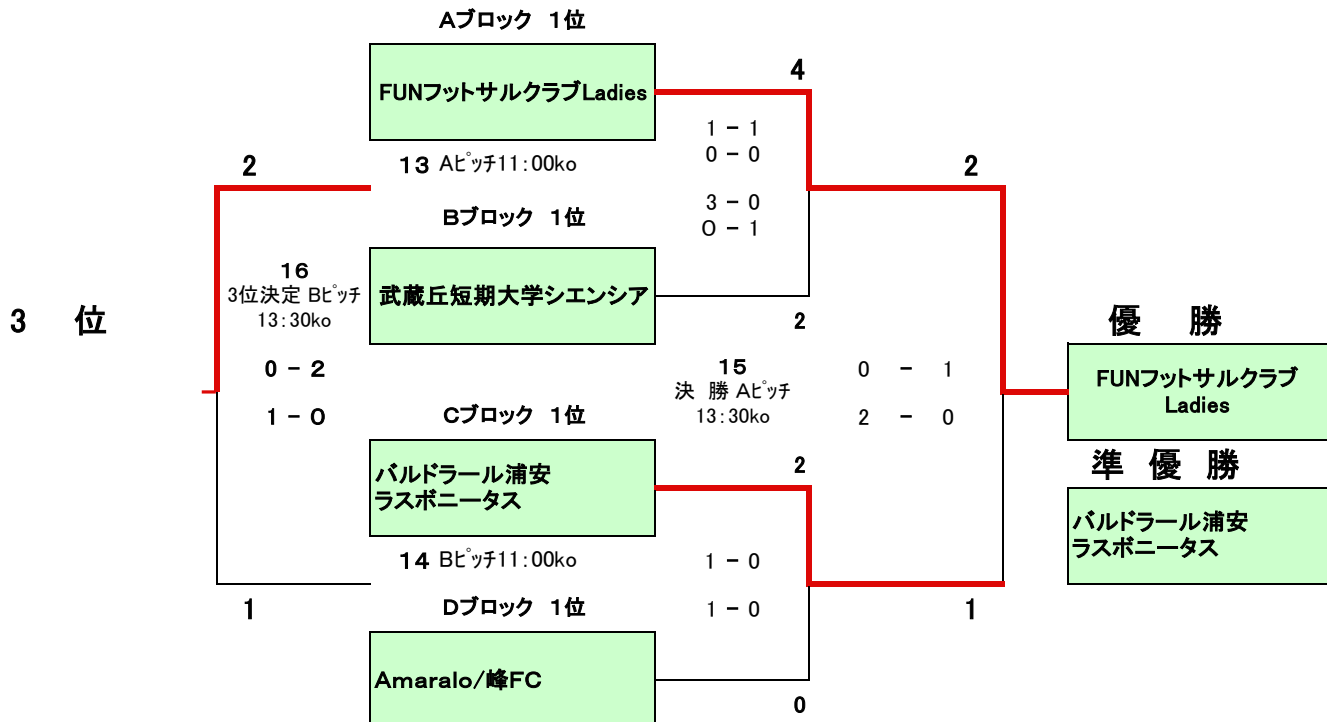 Aブロック 1位
FUNフットサルクラブLadies
4
1 - 1
0 - 0
3 - 0
0 - 1
13 Aピッチ11:00ko
2
2
Bブロック 1位
武蔵丘短期大学シエンシア
2
16
3位決定 Bピッチ
13:30ko
0 - 2
1 - 0
3 位
優 勝
FUNフットサルクラブ
Ladies
15
決 勝 Aピッチ
13:30ko
0 - 1
2 - 0
Cブロック 1位
バルドラール浦安
ラスボニータス
2
準 優 勝
バルドラール浦安
ラスボニータス
14 Bピッチ11:00ko
1 - 0
1 - 0
1
1
Dブロック 1位
Amaralo/峰FC
0